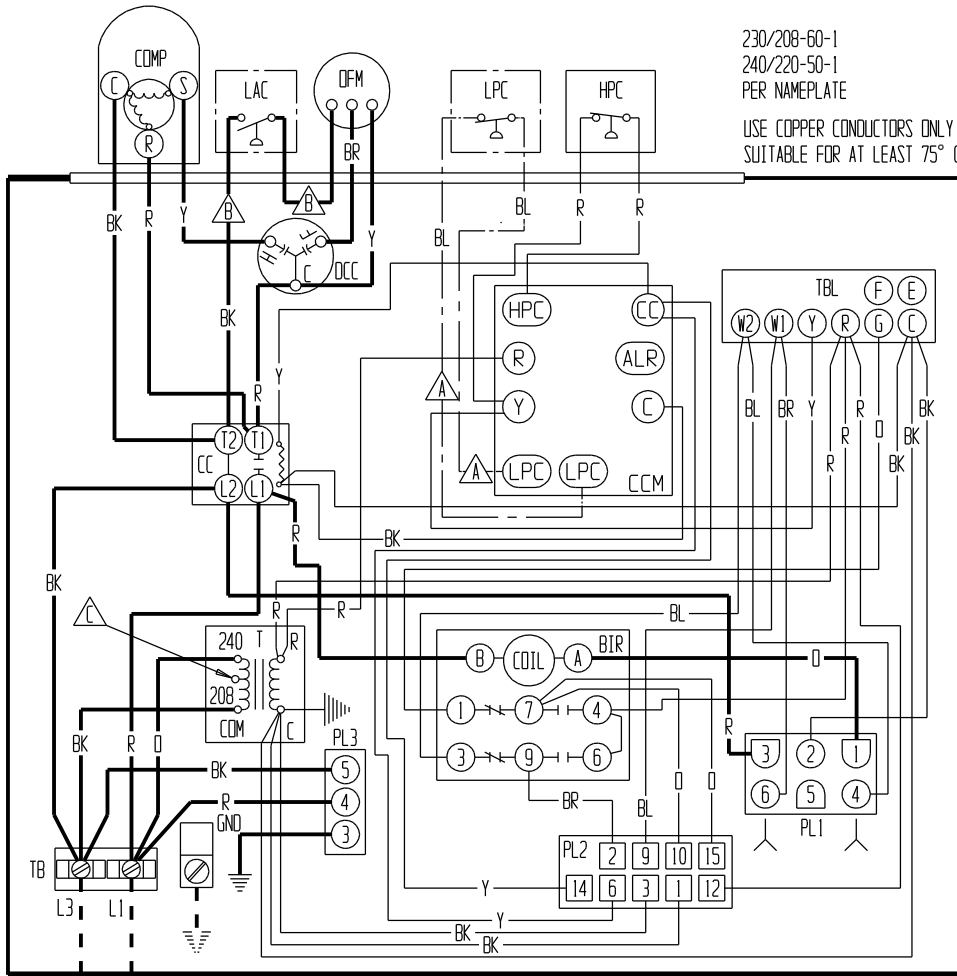 230/208-60-1
240/220-50-1
PER NAMEPLATE
USE COPPER CONDUCTORS ONLY
SUITABLE FOR AT LEAST 75°
COMP
C
S
R
LAC
OFM
LPC
HPC
BK
R
Y
B
B
BR
Y
BL
BL
R
R
H
F
C
DCC
BK
Y
R
TBL
F
E
W2
W1
Y
R
G
C
HPC
CC
R
ALR
Y
C
LPC
LPC
CCM
A
A
BL
BR
Y
R
R
R
O
BK
BK
BK
T2
T1
CC
L2
L1
R
BK
BK
R
R
C
240
T
R
208
COM
C
BL
B
COIL
A
BIR
O
1
7
4
3
9
6
BK
R
O
R
PL3
BK
5
R
4
GND
3
BR
BL
O
O
3
2
1
6
5
4
PL1
PL2
2
9
10
15
14
6
3
1
12
TB
L3
L1
Y
Y
BK
BK